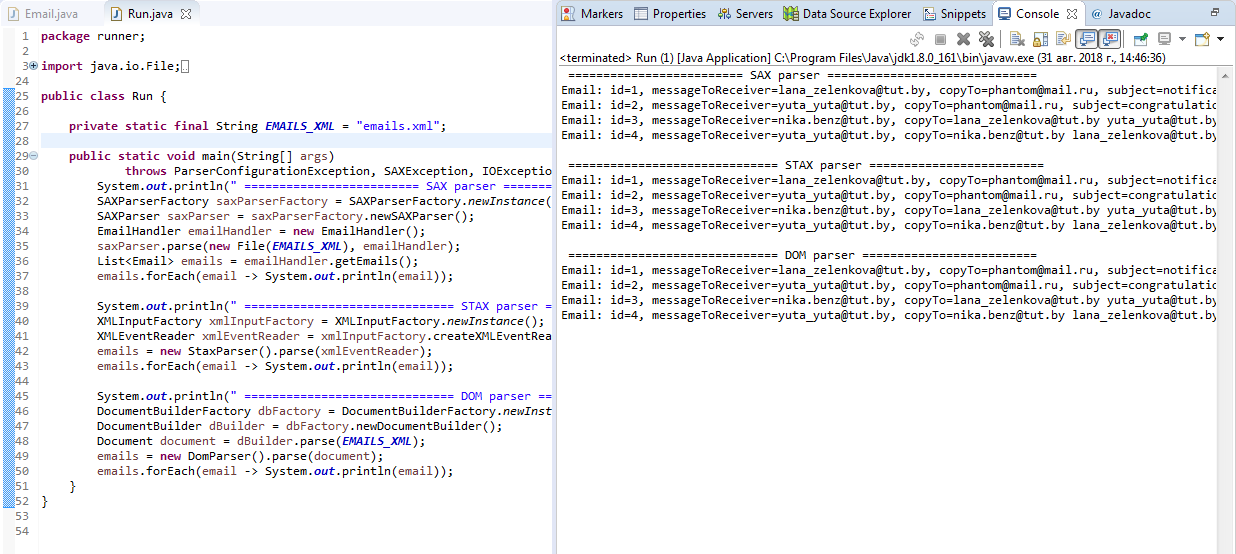 Email.java
Run.java
1 package runner;
2
3 import java.io.File;
24
25 public class Run {
26
27 private static final String EMAILS_XML = "emails.xml";
28
29 public static void main(String[] args)
30 throws ParserConfigurationException, SAXException, IOExceptio
31 System.out.println(" ========================= SAX parser =======
32 SAXParserFactory saxParserFactory = SAXParserFactory.newInstance(
33 SAXParser saxParser = saxParserFactory.newSAXParser();
34 EmailHandler emailHandler = new EmailHandler();
35 saxParser.parse(new File(EMAILS_XML), emailHandler);
36 List<Email> emails = emailHandler.getEmails();
37 emails.forEach(email -> System.out.println(email));
38
39 System.out.println(" ============================== STAX parser =
40 XMLInputFactory xmlInputFactory = XMLInputFactory.newInstance();
41 XMLEventReader xmlEventReader = xmlInputFactory.createXMLEventRea
42 emails = new StaxParser().parse(xmlEventReader);
43 emails.forEach(email -> System.out.println(email));
44
45 System.out.println(" ============================== DOM parser ==
46 DocumentBuilderFactory dbFactory = DocumentBuilderFactory.newInst
47 DocumentBuilder dBuilder = dbFactory.newDocumentBuilder();
48 Document document = dBuilder.parse(EMAILS_XML);
49 emails = new DomParser().parse(document);
50 emails.forEach(email -> System.out.println(email));
51 }
52 }
53
54
Markers
Properties
Servers
Data Source Explorer
Snippets
Console
@ Javadoc
<terminated> Run (1) [Java Application] C:\Program Files\Java\jdk1.8.0_161\bin\javaw.exe (31 авг. 2018 г., 14:46:36)
========================= SAX parser ==============================
Email: id=1, messageToReceiver=lana_zelenkova@tut.by, copyTo=phantom@mail.ru, subject=notifica
Email: id=2, messageToReceiver=yuta_yuta@tut.by, copyTo=phantom@mail.ru, subject=congratulatic
Email: id=3, messageToReceiver=nika.benz@tut.by, copyTo=lana_zelenkova@tut.by yuta_yuta@tut.by
Email: id=4, messageToReceiver=yuta_yuta@tut.by, copyTo=nika.benz@tut.by lana_zelenkova@tut.by
============================== STAX parser =========================
Email: id=1, messageToReceiver=lana_zelenkova@tut.by, copyTo=phantom@mail.ru, subject=notifica
Email: id=2, messageToReceiver=yuta_yuta@tut.by, copyTo=phantom@mail.ru, subject=congratulatic
Email: id=3, messageToReceiver=nika.benz@tut.by, copyTo=lana_zelenkova@tut.by yuta_yuta@tut.by
Email: id=4, messageToReceiver=yuta_yuta@tut.by, copyTo=nika.benz@tut.by lana_zelenkova@tut.by
============================== DOM parser =========================
Email: id=1, messageToReceiver=lana_zelenkova@tut.by, copyTo=phantom@mail.ru, subject=notifica
Email: id=2, messageToReceiver=yuta_yuta@tut.by, copyTo=phantom@mail.ru, subject=congratulatic
Email: id=3, messageToReceiver=nika.benz@tut.by, copyTo=lana_zelenkova@tut.by yuta_yuta@tut.by
Email: id=4, messageToReceiver=yuta_yuta@tut.by, copyTo=nika.benz@tut.by lana_zelenkova@tut.by